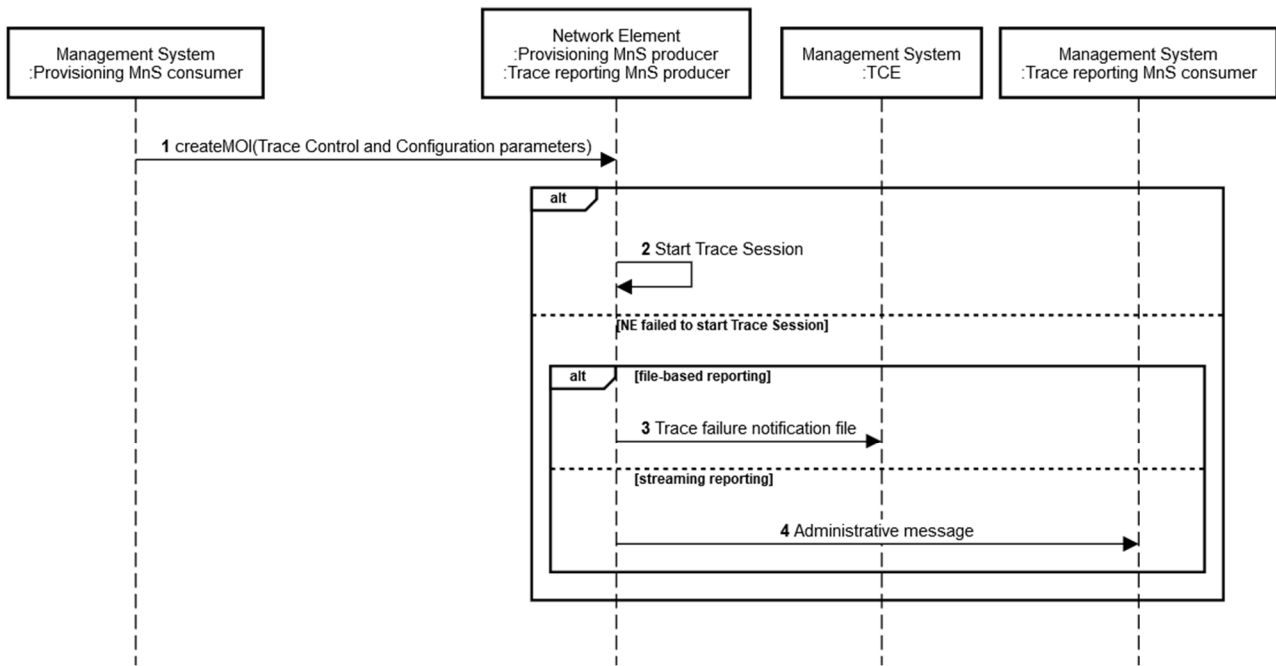 Management System
:Provisioning MnS consumer
Network Element
:Provisioning MnS producer
:Trace reporting MnS producer
Management System
:TCE
Management System
:Trace reporting MnS consumer
1 createMOI(Trace Control and Configuration parameters)
alt
2 Start Trace Session
[NE failed to start Trace Session]
alt
[file-based reporting]
3 Trace failure notification file
[streaming reporting]
4 Administrative message